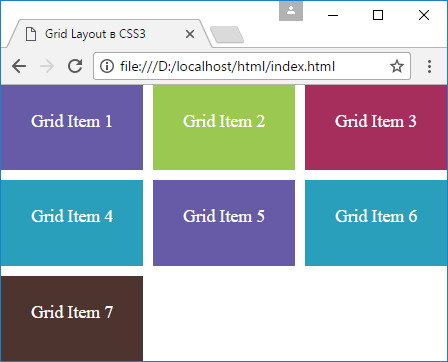 Grid Layout в CSS3
file:///D:/localhost/html/index.html
Grid Item 1
Grid Item 2
Grid Item 3
Grid Item 4
Grid Item 5
Grid Item 6
Grid Item 7